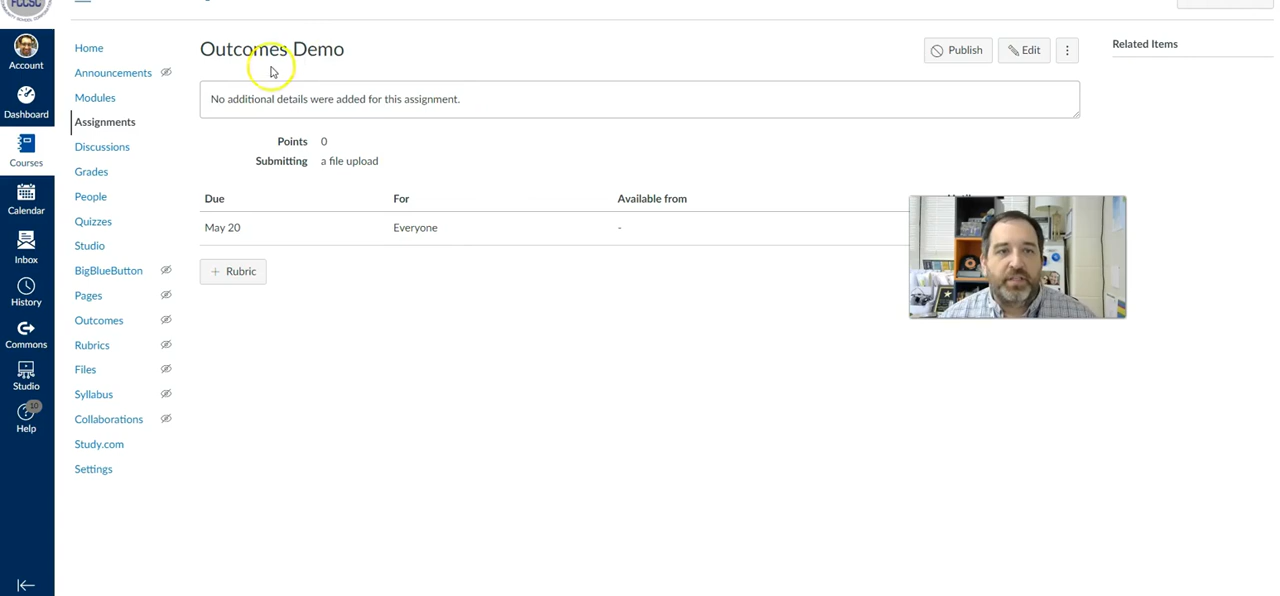 FCCSC
Account
Dashboard
Courses
Calendar
Inbox
History
Commons
Studio
10
Help
Home
Announcements
Modules
Assignments
Discussions
Grades
People
Quizzes
Studio
BigBlueButton
Pages
Outcomes
Rubrics
Files
Syllabus
Collaborations
Study.com
Settings
Outcomes Demo
Publish
Edit
Related Items
No additional details were added for this assignment.
Points 0
Submitting a file upload
Due For Available from
May 20 Everyone -
+ Rubric